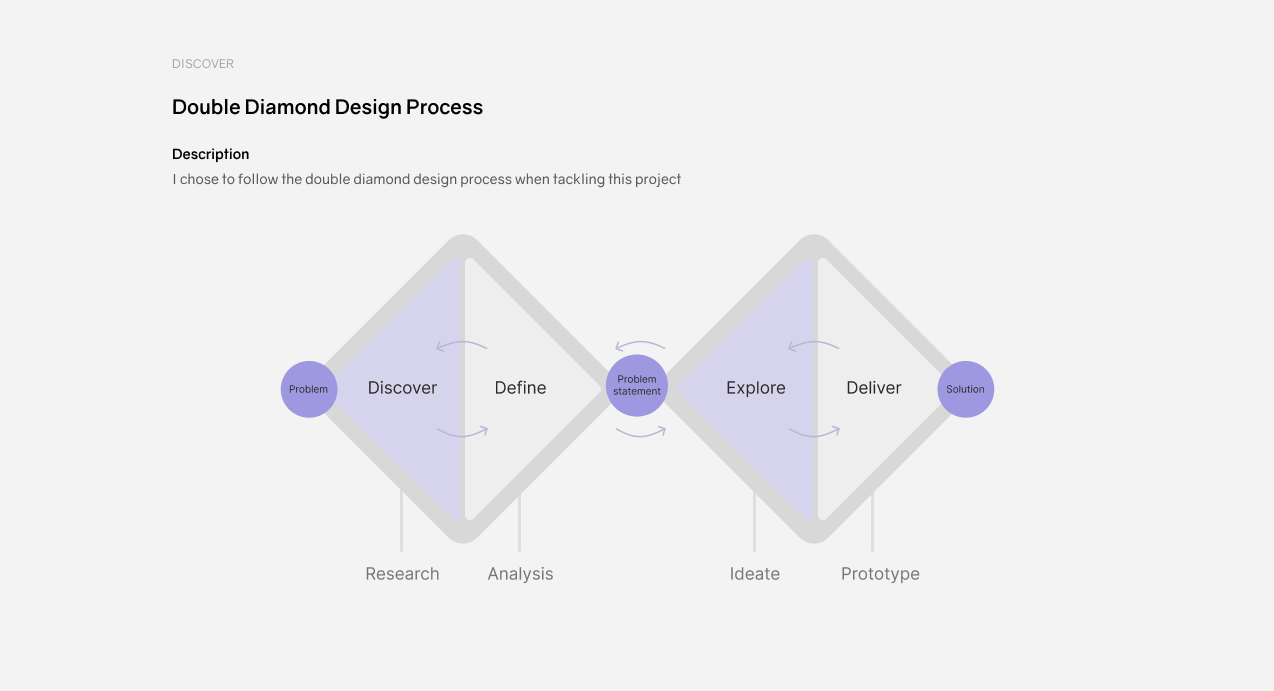 DISCOVER
Double Diamond Design Process
Description
I chose to follow the double diamond design process when tackling this project
Problem
Discover
Define
Problem
statement
Explore
Deliver
Solution
Research
Analysis
Ideate
Prototype